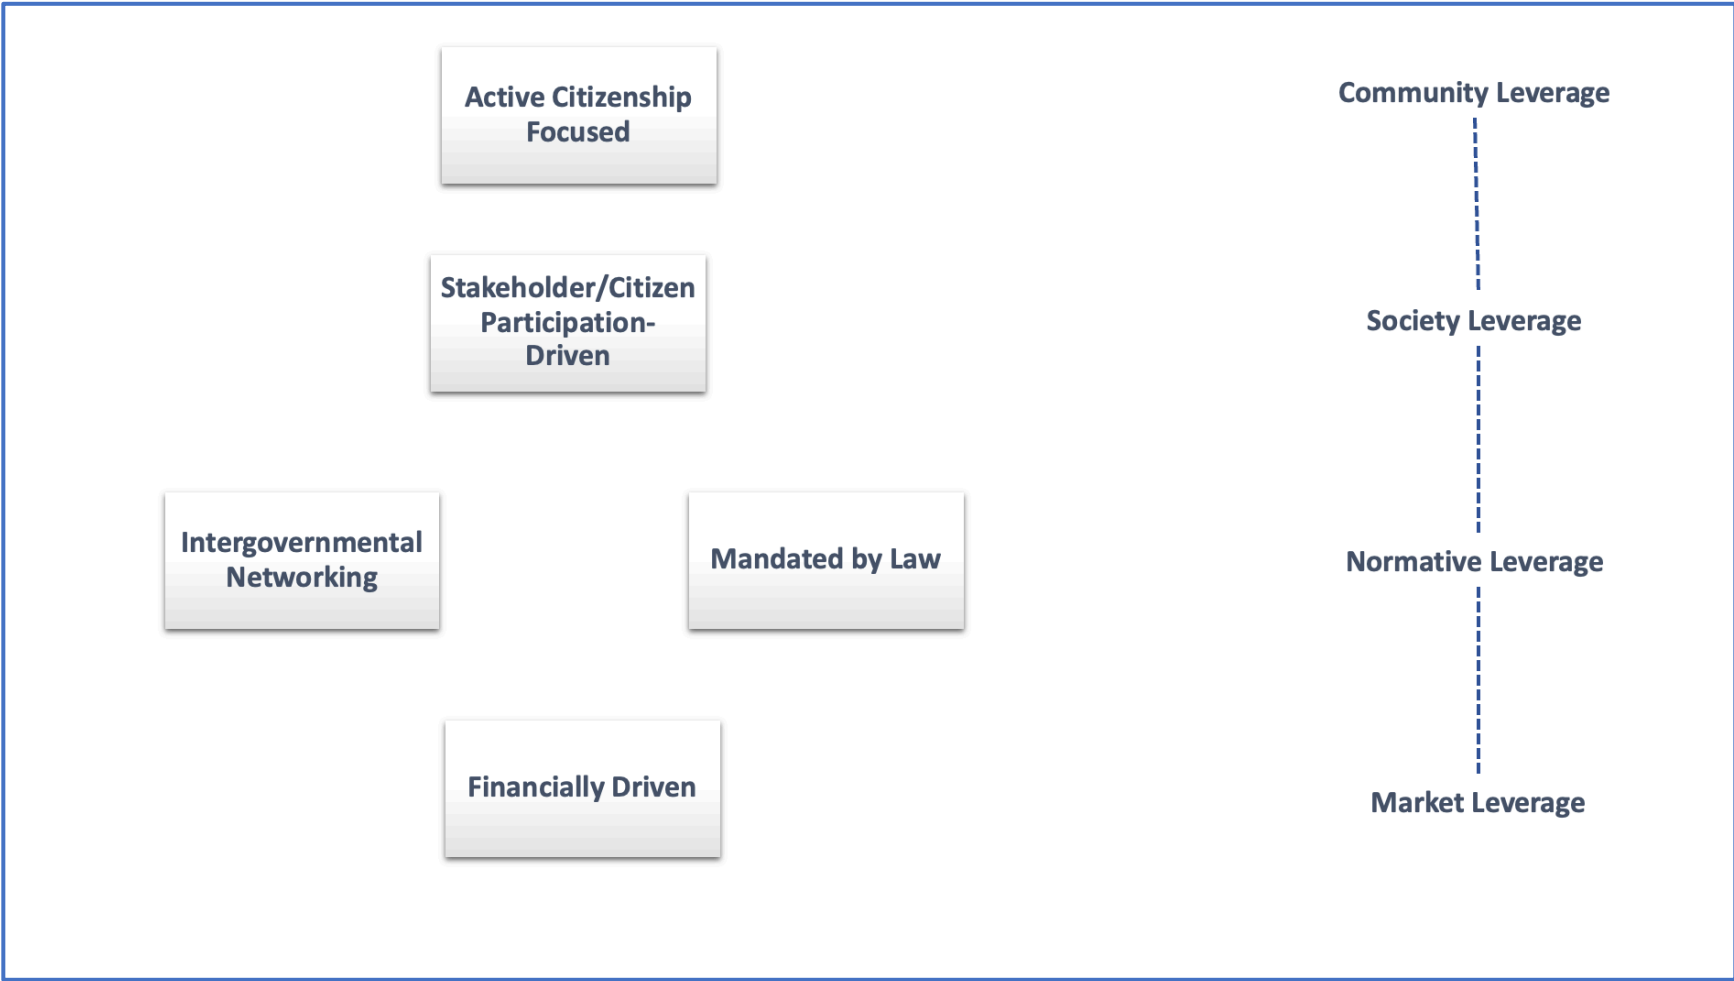 Active Citizenship
Focused
Community Leverage
Stakeholder/Citizen
Participation-
Driven
Society Leverage
Intergovernmental
Networking
Mandated by Law
Normative Leverage
Financially Driven
Market Leverage